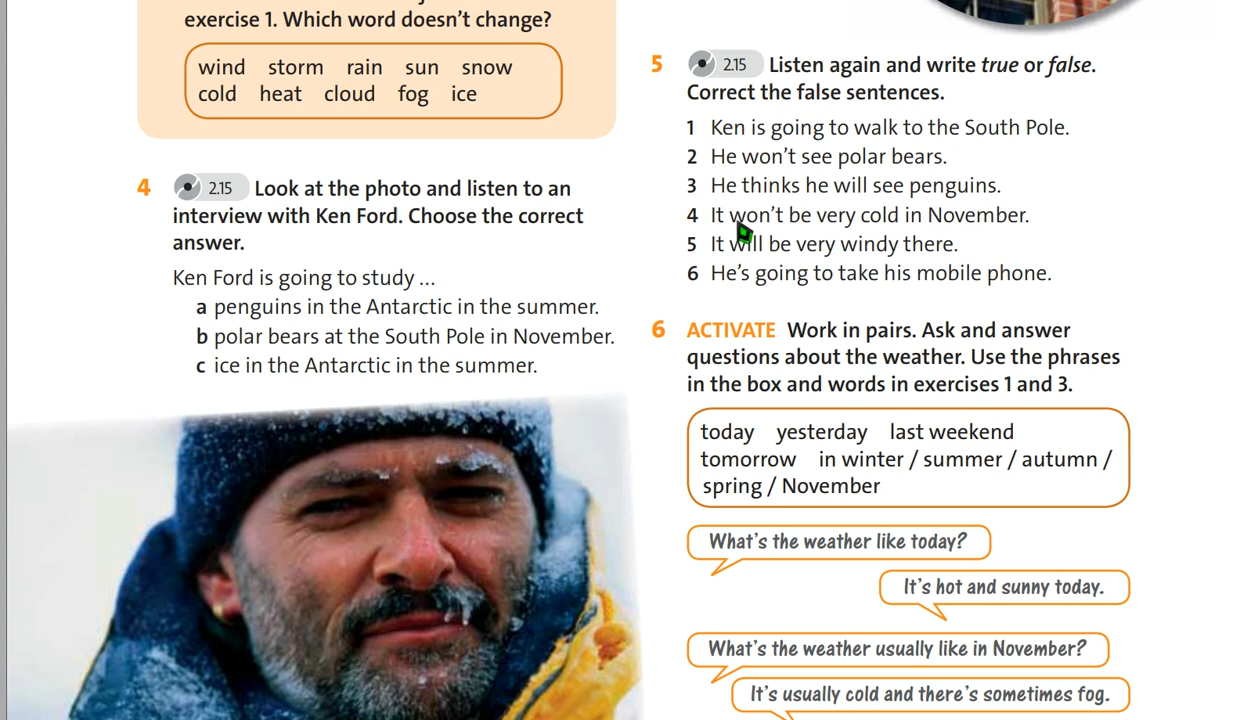 exercise 1. Which word doesn't change?
wind storm rain sun snow
cold heat cloud fog ice
4 2.15 Look at the photo and listen to an
interview with Ken Ford. Choose the correct
answer.
Ken Ford is going to study ...
a penguins in the Antarctic in the summer.
b polar bears at the South Pole in November.
c ice in the Antarctic in the summer.
5 2.15 Listen again and write true or false.
Correct the false sentences.
1 Ken is going to walk to the South Pole.
2 He won't see polar bears.
3 He thinks he will see penguins.
4 It won't be very cold in November.
5 It will be very windy there.
6 He's going to take his mobile phone.
6 ACTIVATE Work in pairs. Ask and answer
questions about the weather. Use the phrases
in the box and words in exercises 1 and 3.
today yesterday last weekend
tomorrow in winter / summer / autumn /
spring / November
What's the weather like today?
It's hot and sunny today.
What's the weather usually like in November?
It's usually cold and there's sometimes fog.